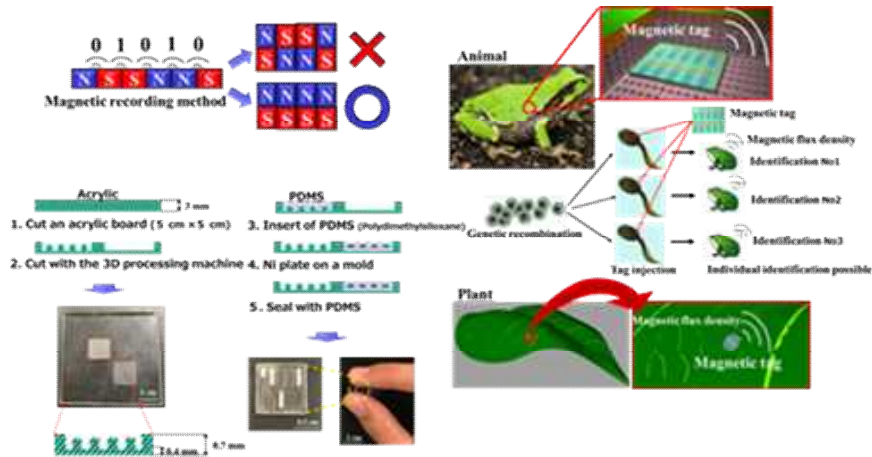 0 1 0 1 0
N S S N N S
Magnetic recording method
N S S N
S N N S
N N N N
S S S S
Acrylic
1. Cut an acrylic board (5 cm × 5 cm)
2. Cut with the 3D processing machine
0.7 mm
0.4 mm
PDMS
3. Insert of PDMS (Polydimethylsiloxane)
4. Ni plate on a mold
5. Seal with PDMS
Animal
Magnetic tag
Magnetic tag
Magnetic flux density
Identification No1
Identification No2
Identification No3
Genetic recombination
Tag injection
Individual identification possible
Plant
Magnetic flux density
Magnetic tag